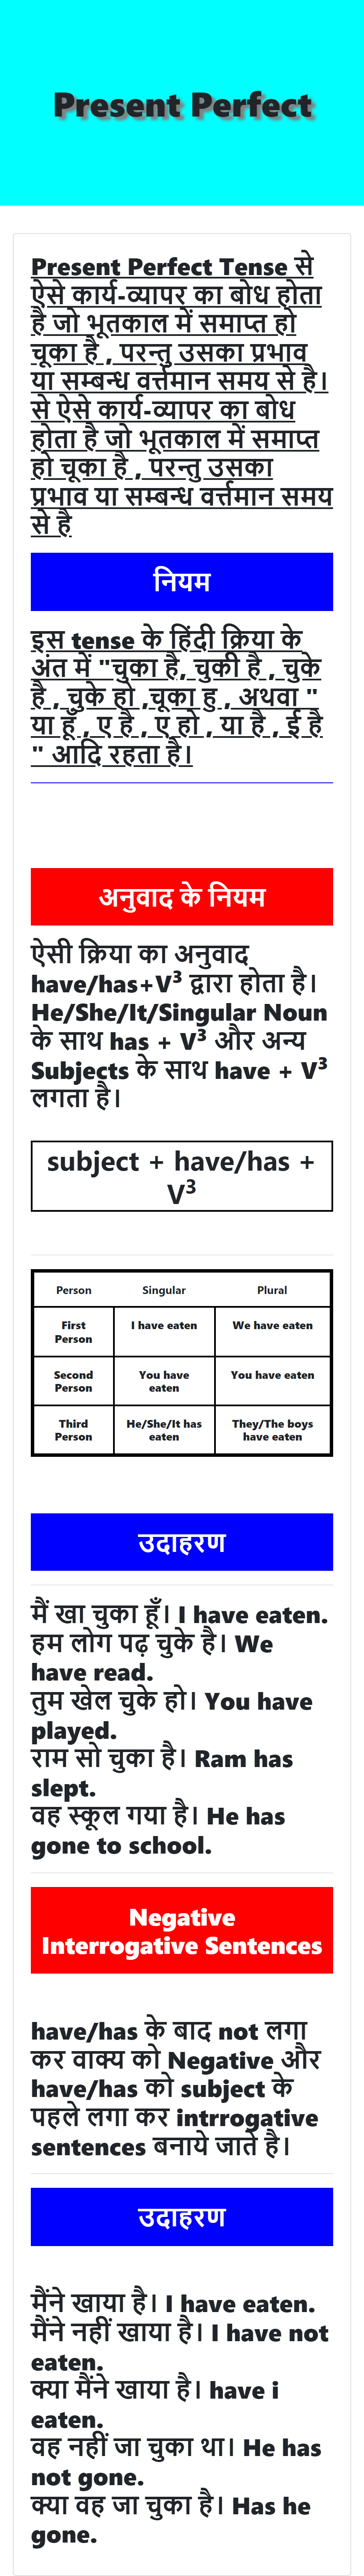 Present Perfect
Present Perfect Tense से
ऐसे कार्य-व्यापर का बोध होता
है जो भूतकाल में समाप्त हो
चूका है , परन्तु उसका प्रभाव
या सम्बन्ध वर्त्तमान समय से है।
से ऐसे कार्य-व्यापर का बोध
होता है जो भूतकाल में समाप्त
हो चूका है , परन्तु उसका
प्रभाव या सम्बन्ध वर्त्तमान समय
से है
नियम
इस tense के हिंदी क्रिया के
अंत में "चुका है, चुकी है , चुके
है , चुके हो ,चूका हु , अथवा "
या हूँ , ए है , ए हो , या है , ई है
" आदि रहता है।
अनुवाद के नियम
ऐसी क्रिया का अनुवाद
have/has+V³ द्वारा होता है।
He/She/It/Singular Noun
के साथ has + V³ और अन्य
Subjects के साथ have + V³
लगता है।
subject + have/has +
V³
Person Singular Plural
First I have eaten We have eaten
Person
Second You have You have eaten
Person eaten
Third He/She/It has They/The boys
Person eaten have eaten
उदाहरण
मैं खा चुका हूँ। I have eaten.
हम लोग पढ़ चुके है। We
have read.
तुम खेल चुके हो। You have
played.
राम सो चुका है। Ram has
slept.
वह स्कूल गया है। He has
gone to school.
Negative
Interrogative Sentences
have/has के बाद not लगा
कर वाक्य को Negative और
have/has को subject के
पहले लगा कर intrrogative
sentences बनाये जाते है।
उदाहरण
मैंने खाया है। I have eaten.
मैंने नहीं खाया है। I have not
eaten.
क्या मैंने खाया है। have i
eaten.
वह नहीं जा चुका था। He has
not gone.
क्या वह जा चुका है। Has he
gone.